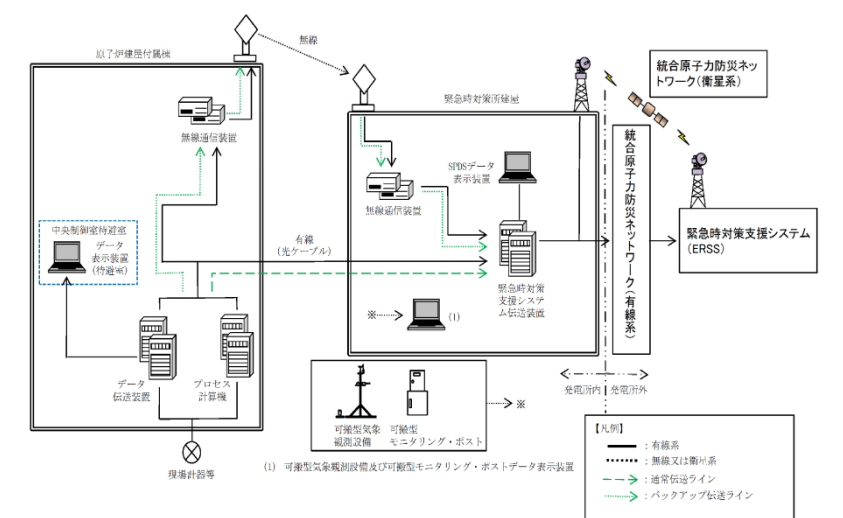 無線
原子炉建屋付属棟
統合原子力防災ネッ
トワーク(衛星系)
緊急時対策所建屋
無線通信装置
SPDSデータ
表示装置
無線通信装置
統合原子力防災ネットワーク(有線系)
中央制御室待避室
データ
表示装置
(待避室)
有線
(光ケーブル)
緊急時対策支援システム
(ERSS)
緊急時対策
支援システ
ム伝送装置
※
(1)
データ
伝送装置
プロセス
計算機
発電所内
発電所外
※
可搬型気象
観測設備
可搬型
モニタリング・ポスト
現場計器等
(1) 可搬型気象観測設備及び可搬型モニタリング・ポストデータ表示装置
【凡例】
:有線系
:無線又は衛星系
:通常伝送ライン
:バックアップ伝送ライン